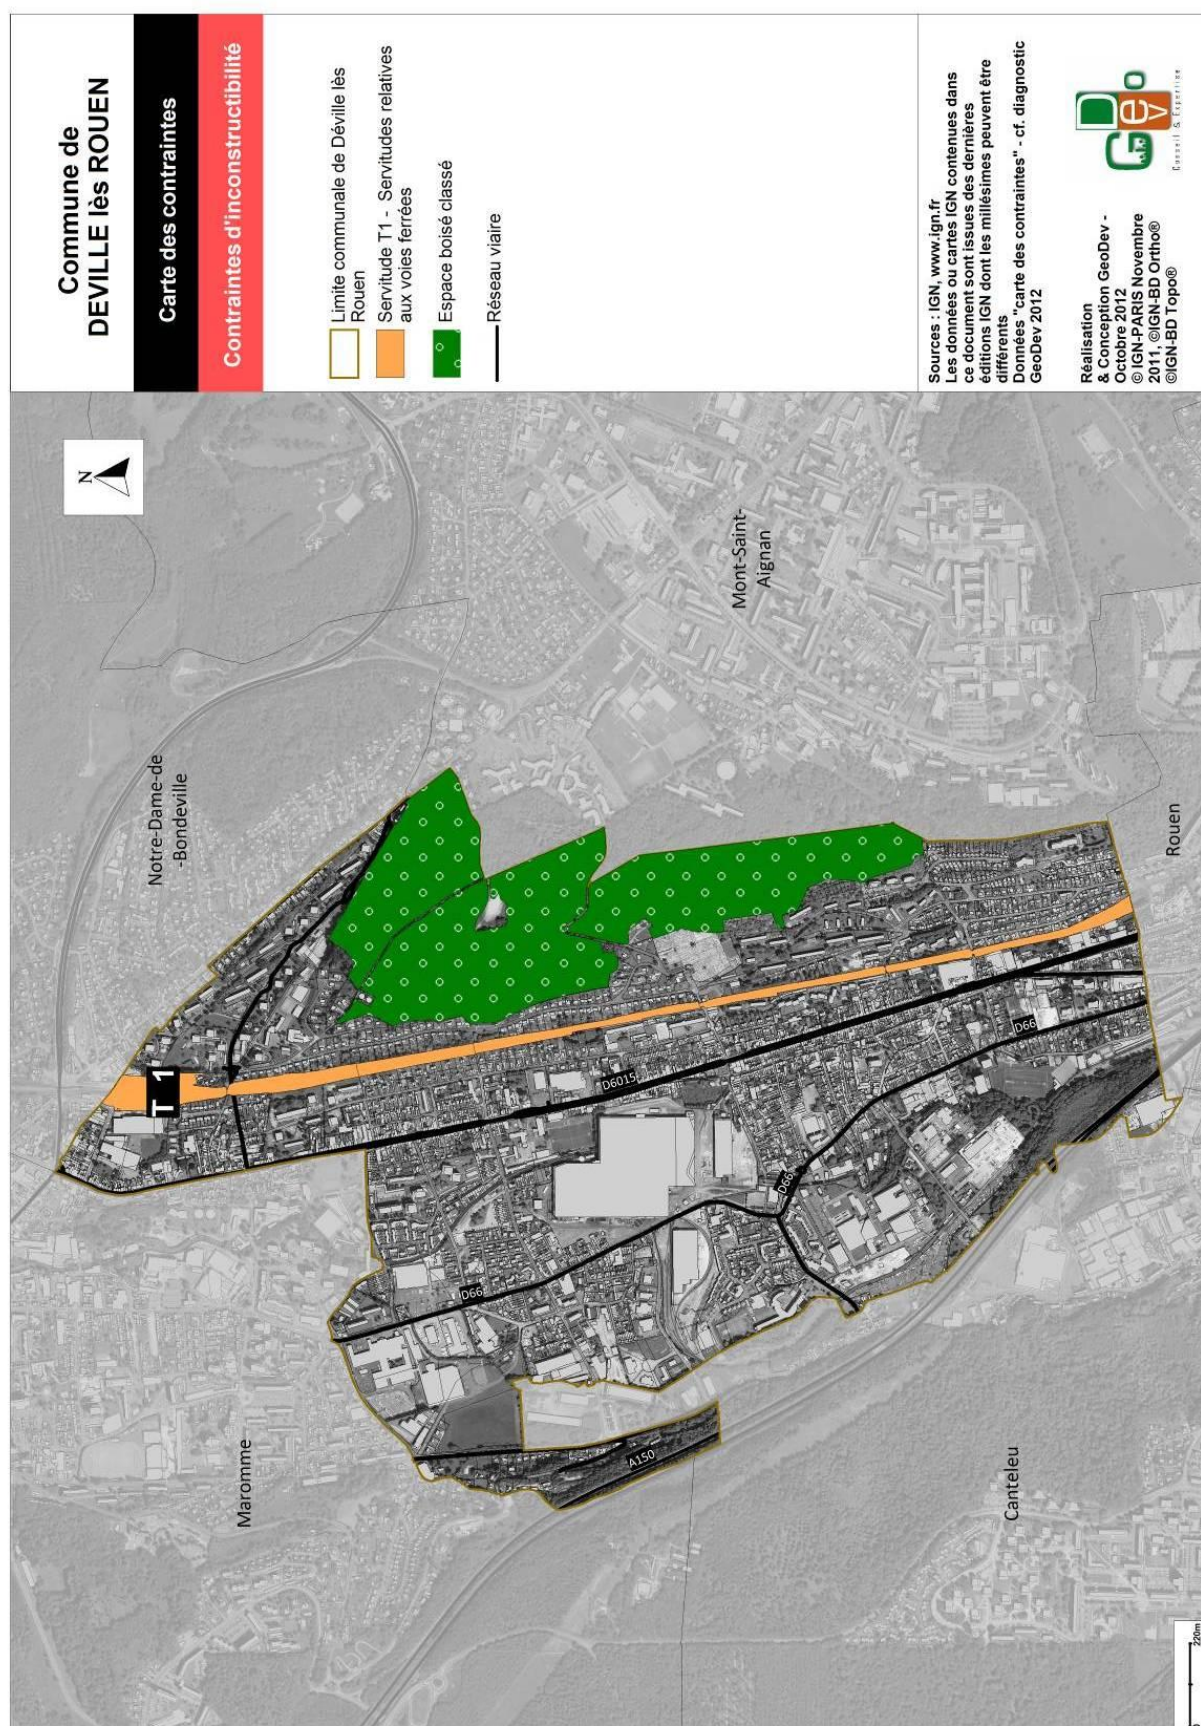 Commune de
DEVILLE lès ROUEN
Carte des contraintes
Contraintes d'inconstructibilité
Limite communale de Déville lès
Rouen
Servitude T1 - Servitudes relatives
aux voies ferrées
Espace boisé classé
Réseau viaire
Sources : IGN, www.ign.fr
Les données ou cartes IGN contenues dans
ce document sont issues des dernières
éditions IGN dont les millésimes peuvent être
différents
Données "carte des contraintes" - cf. diagnostic
GeoDev 2012
Réalisation
& Conception GeoDev -
Octobre 2012
© IGN-PARIS Novembre
2011, ©IGN-BD Ortho®
©IGN-BD Topo®
GeoDev
Conseil & Expertise
N
Notre-Dame-de
-Bondeville
Mont-Saint-
Aignan
T 1
D6015
D66
D66
D66
A150
Maromme
Canteleu
Rouen
220m